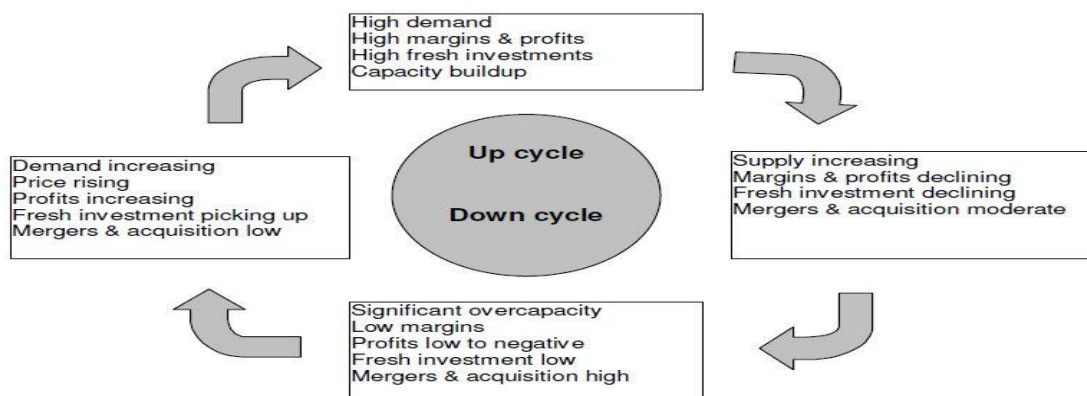 High demand
High margins & profits
High fresh investments
Capacity buildup
Up cycle
Down cycle
Demand increasing
Price rising
Profits increasing
Fresh investment picking up
Mergers & acquisition low
Supply increasing
Margins & profits declining
Fresh investment declining
Mergers & acquisition moderate
Significant overcapacity
Low margins
Profits low to negative
Fresh investment low
Mergers & acquisition high